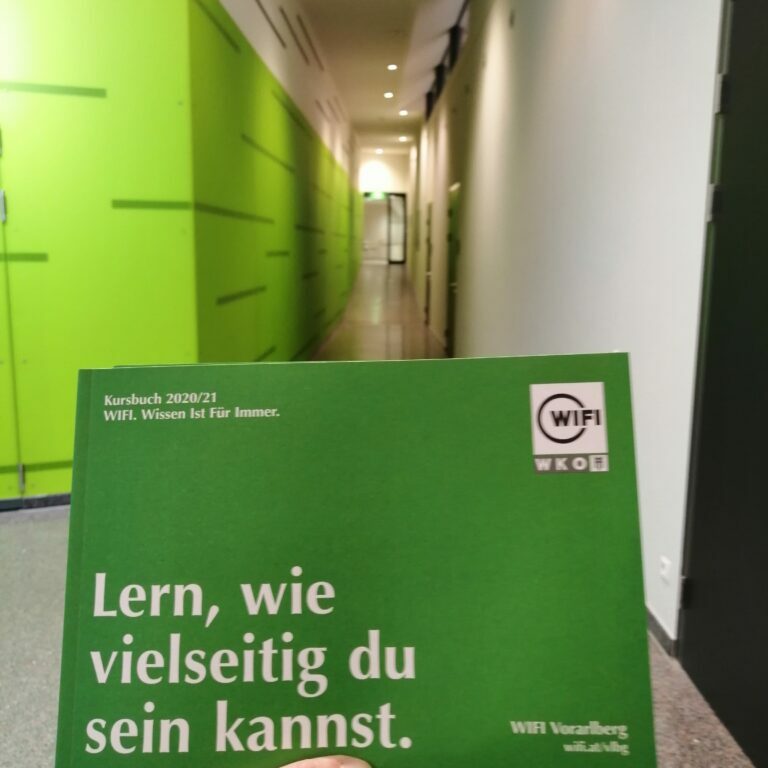 Kursbuch 2020/21
WIFI. Wissen Ist Für Immer.
WIFI
WKO
Lern, wie
vielseitig du
sein kannst.
WIFI Vorarlberg
wifi.at/vlbg